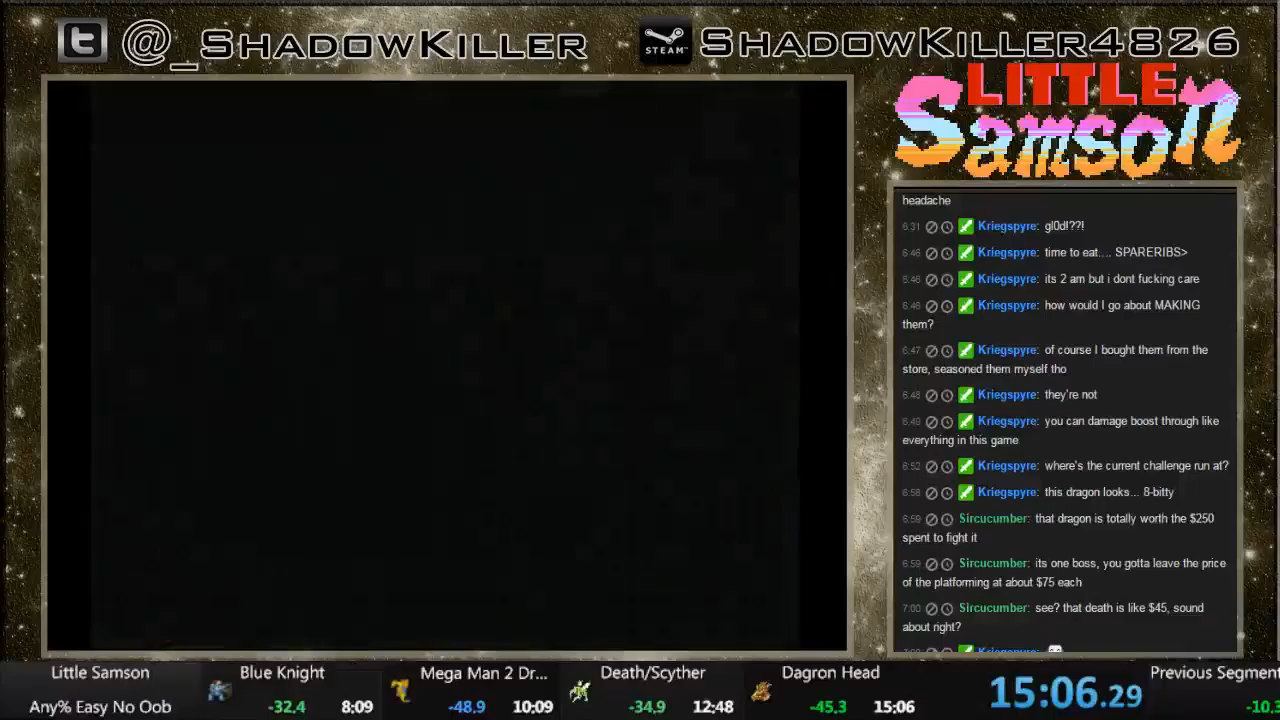 @_ShadowKiller
STEAM™
ShadowKiller4826
LITTLE
Samson
headache
6:31 Kriegspyre: gl0d!??!
6:46 Kriegspyre: time to eat.... SPARERIBS>
6:46 Kriegspyre: its 2 am but i dont fucking care
6:46 Kriegspyre: how would I go about MAKING
them?
6:47 Kriegspyre: of course I bought them from the
store, seasoned them myself tho
6:48 Kriegspyre: they're not
6:49 Kriegspyre: you can damage boost through like
everything in this game
6:52 Kriegspyre: where's the current challenge run at?
6:58 Kriegspyre: this dragon looks... 8-bitty
6:59 Sircucumber: that dragon is totally worth the $250
spent to fight it
6:59 Sircucumber: its one boss, you gotta leave the price
of the platforming at about $75 each
7:00 Sircucumber: see? that death is like $45, sound
about right?
Kriegspyre:
Little Samson
Any% Easy No Oob
Blue Knight
-32,4 8:09
Mega Man 2 Dr...
-48,9 10:09
Death/Scyther
-34,9 12:48
Dagron Head
-45,3 15:06
15:06.29
Previous Segment
-10,3